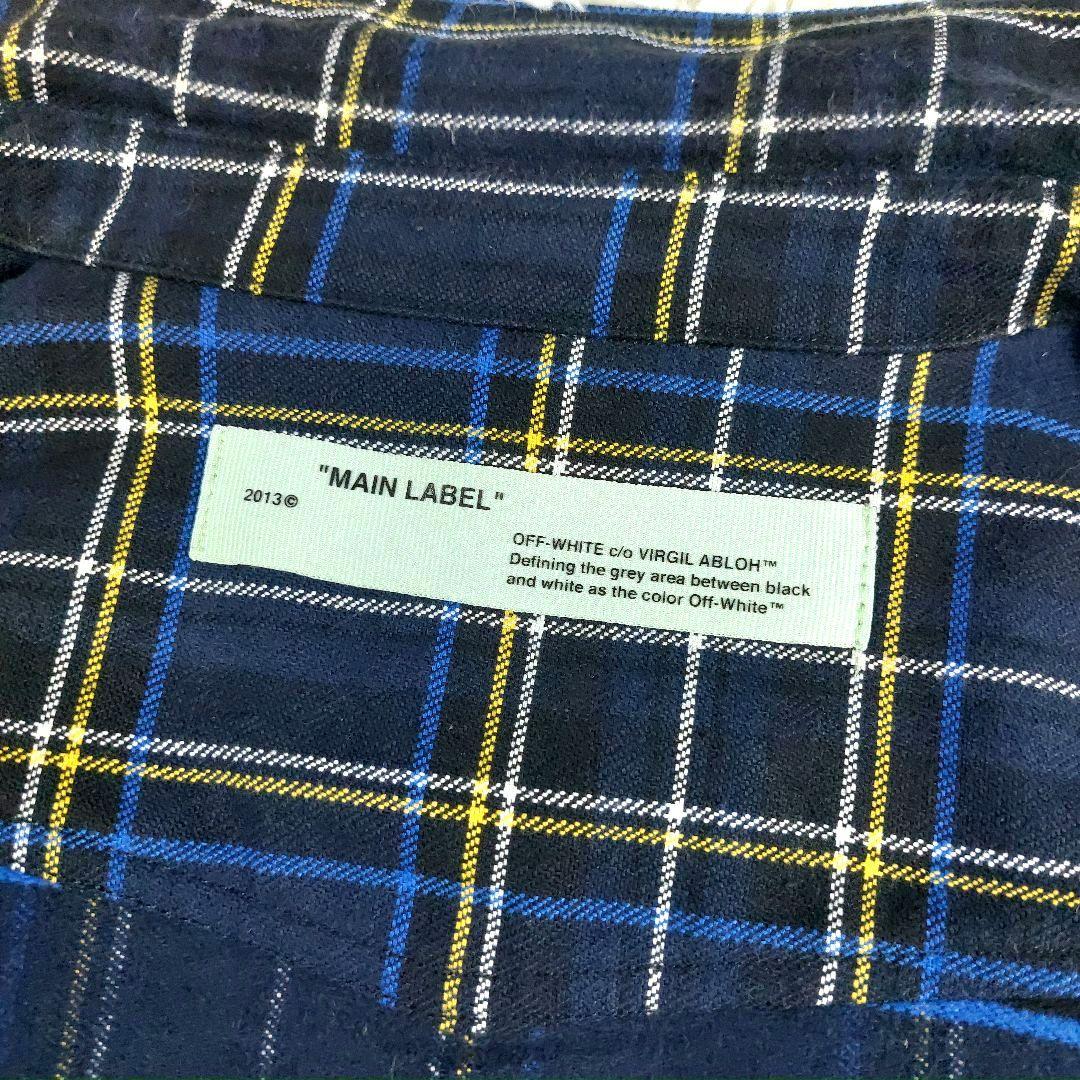 "MAIN LABEL"
2013©
OFF-WHITE c/o VIRGIL ABLOH™
Defining the grey area between black
and white as the color Off-White™